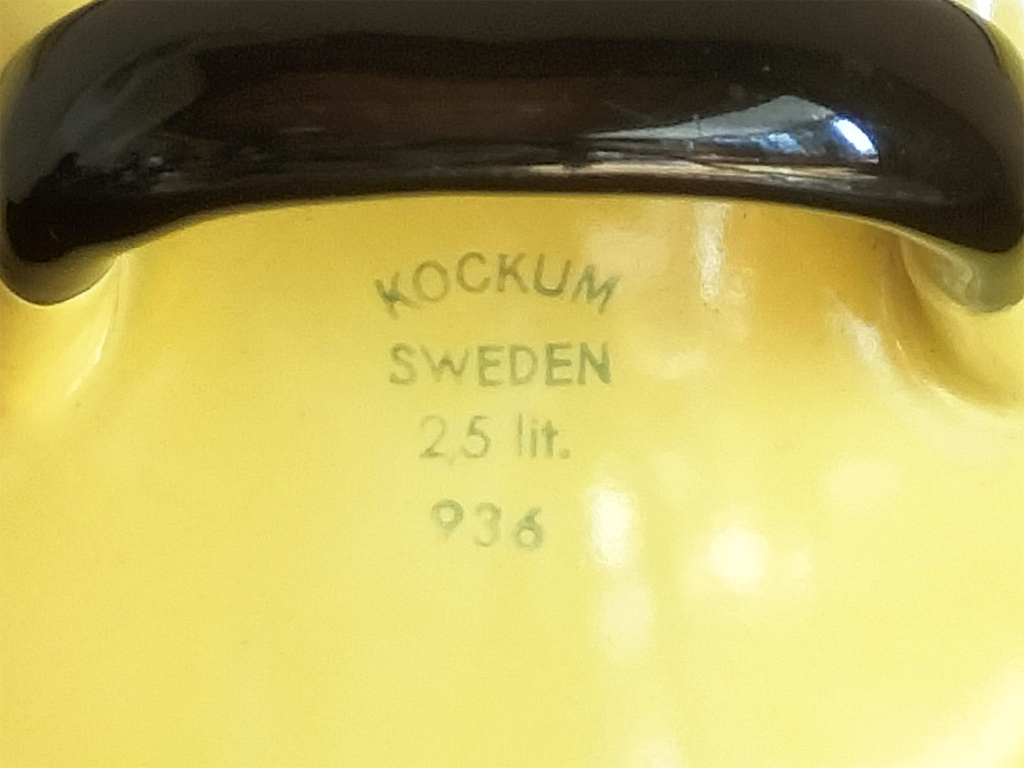 KOCKUM
SWEDEN
2,5 lit.
936